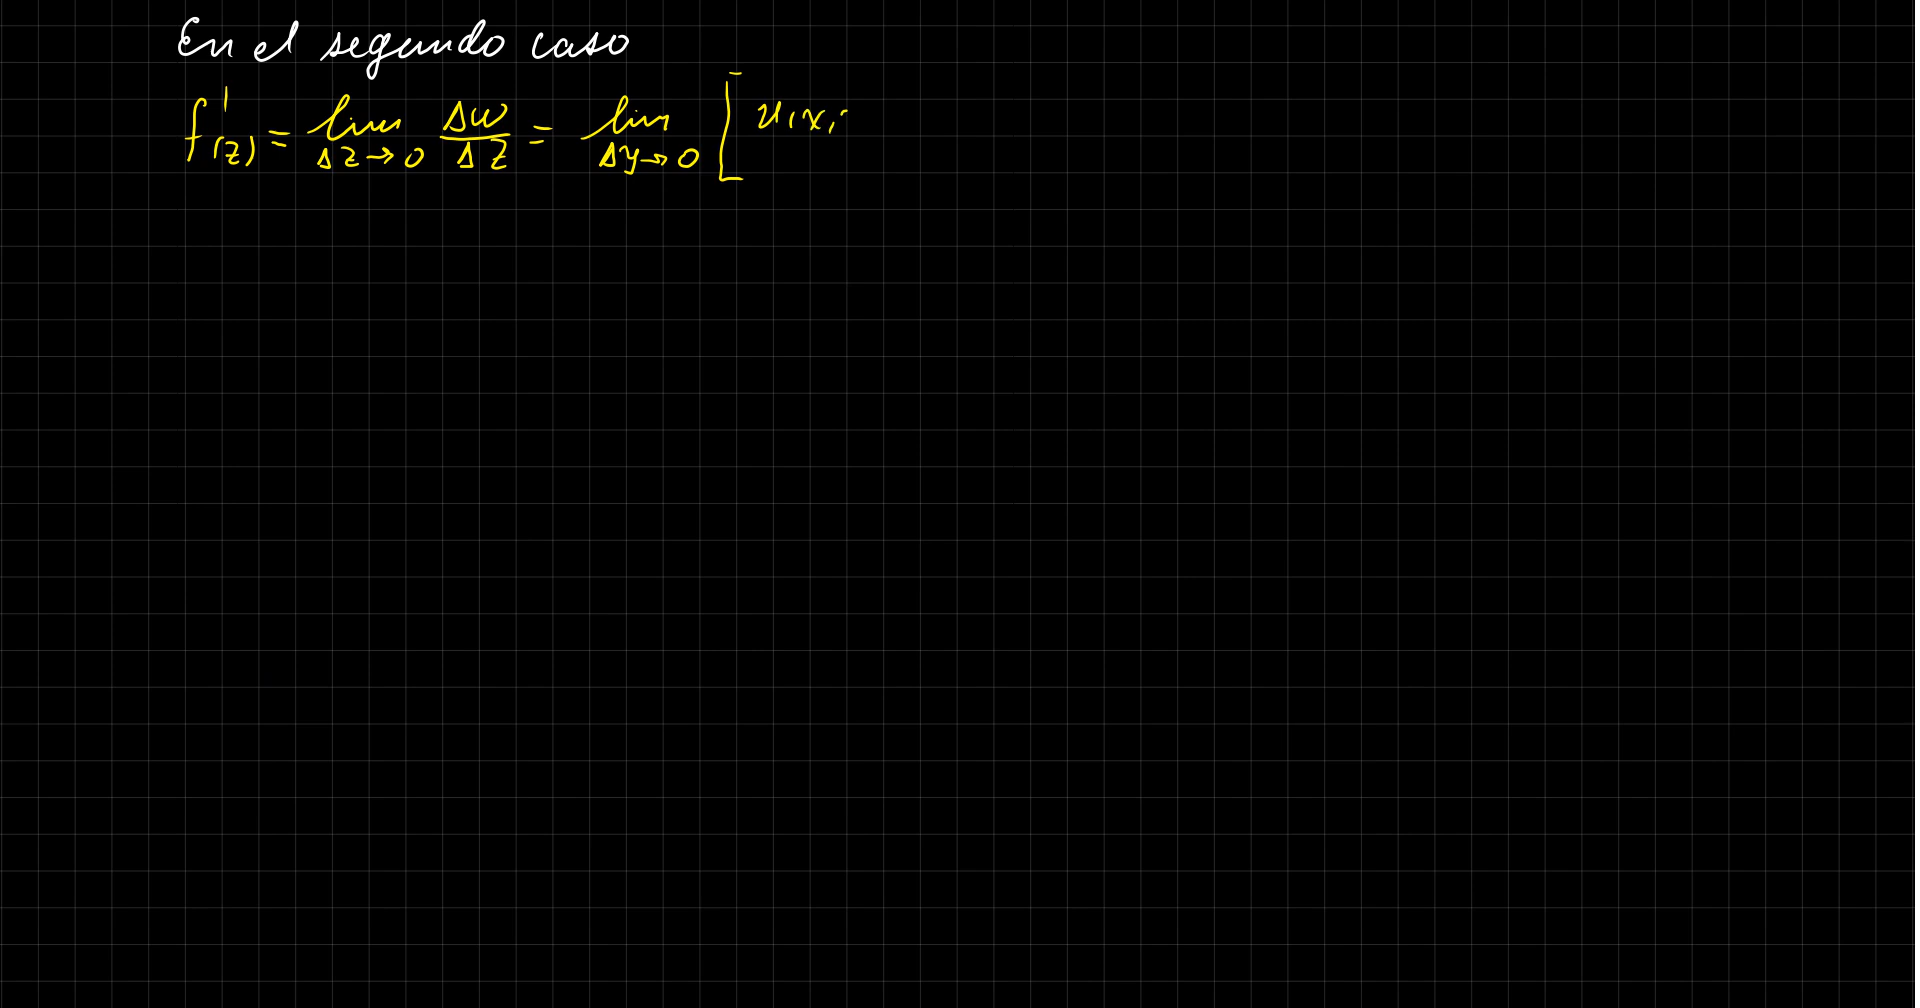 En el segundo caso
f'(z) = lim Δz→0 Δw/Δz = lim Δy→0 [ u(x,